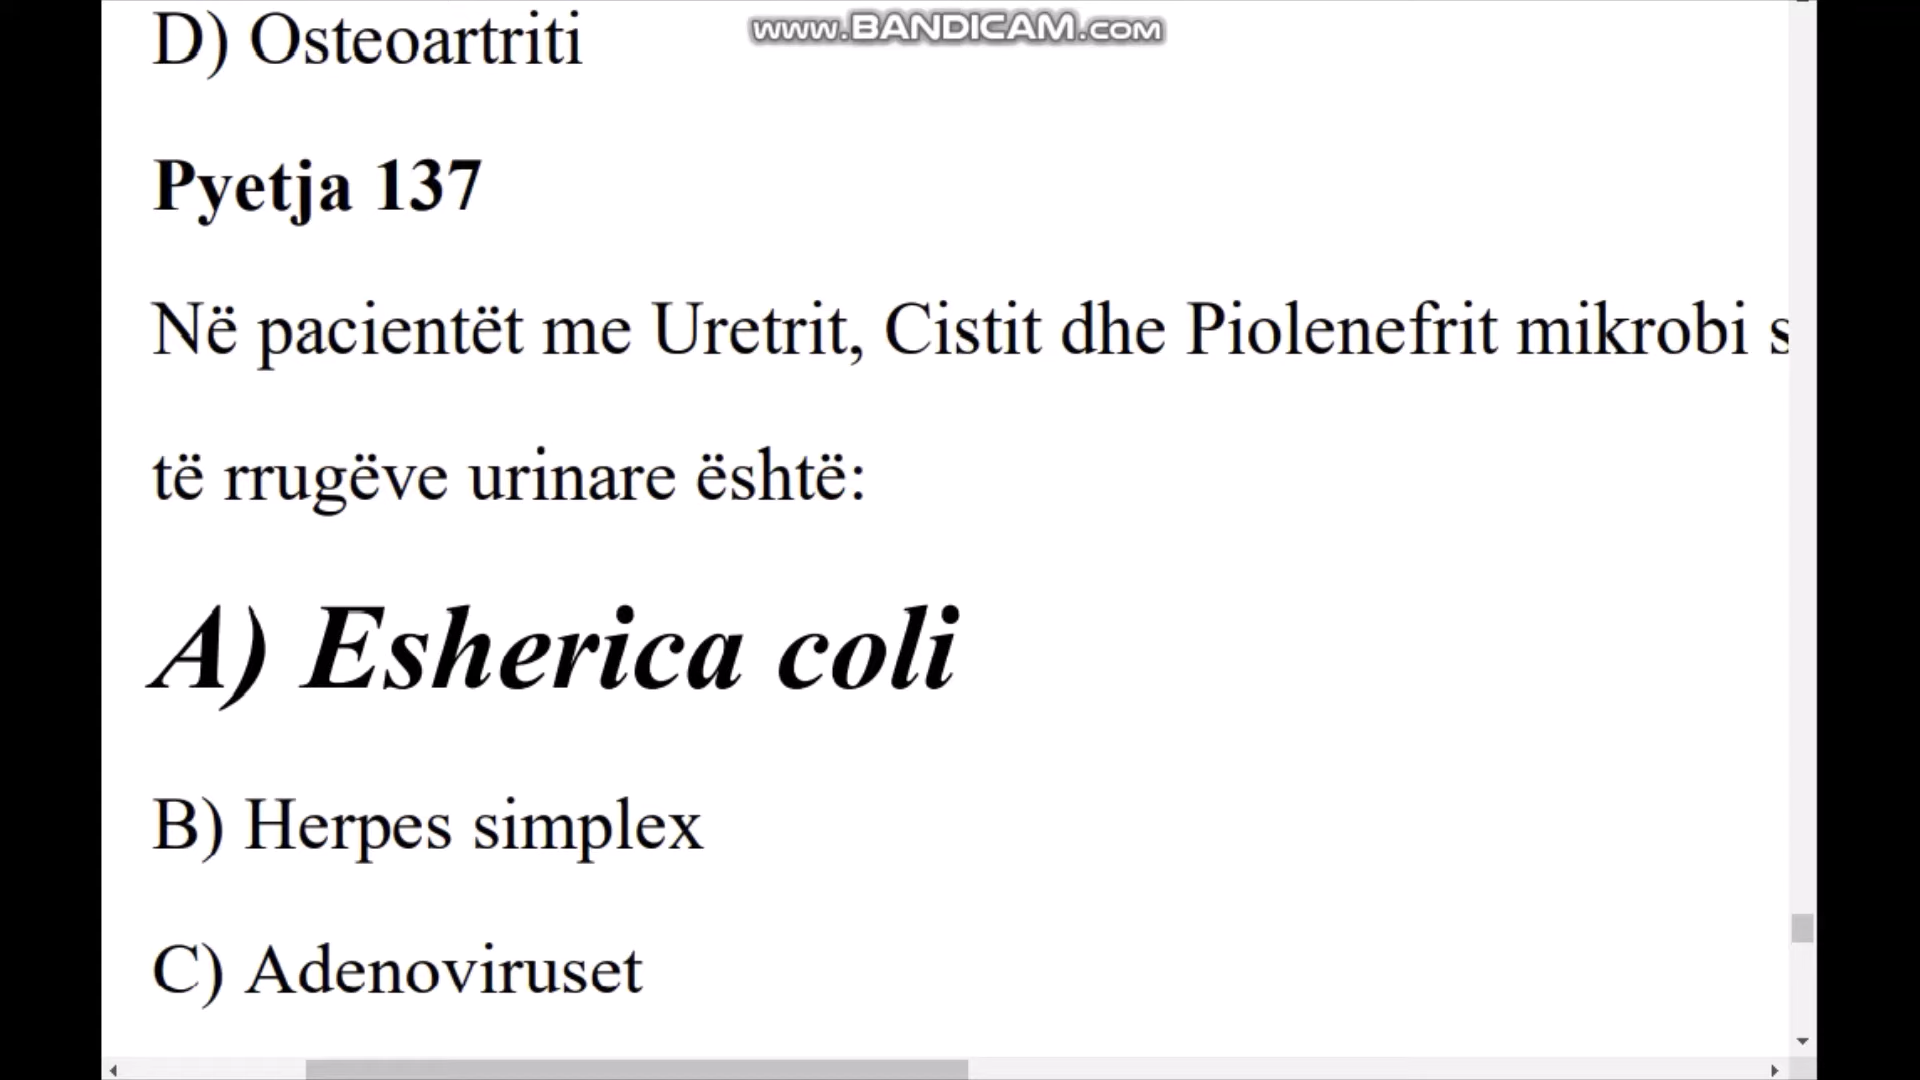 D) Osteoartriti
www.BANDICAM.com
Pyetja 137
Në pacientët me Uretrit, Cistit dhe Piolenefrit mikrobi s
të rrugëve urinare është:
A) Esherica coli
B) Herpes simplex
C) Adenoviruset